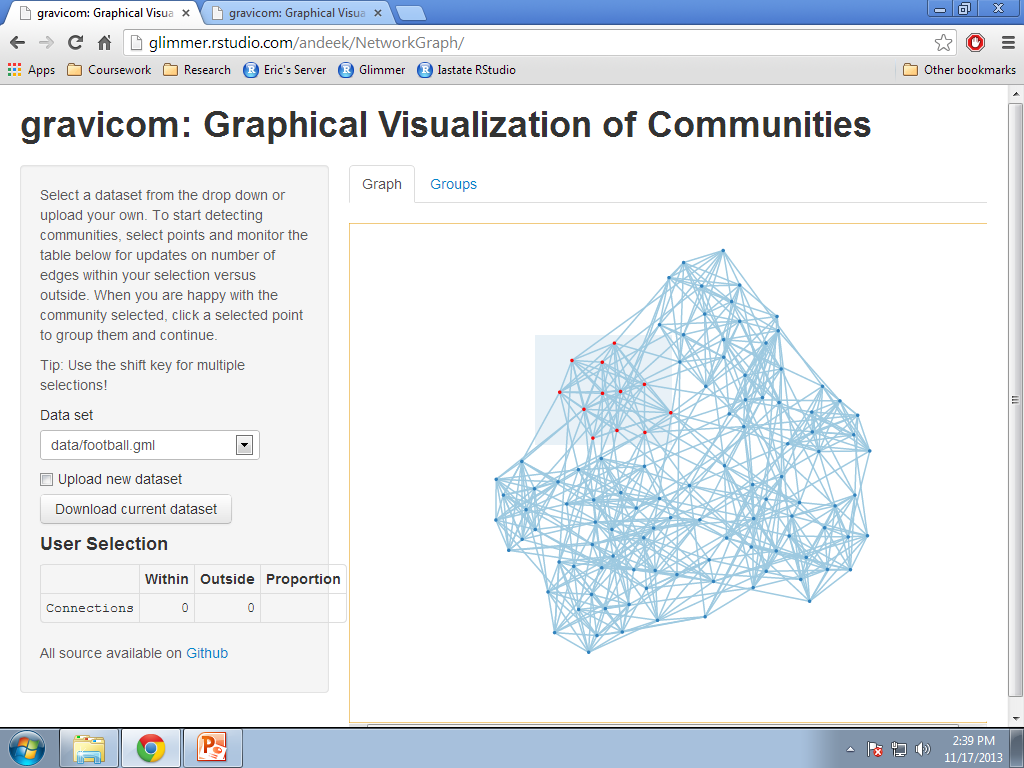 gravicom: Graphical Visua
gravicom: Graphical Visua
glimmer.rstudio.com/andeek/NetworkGraph/
Apps Coursework Research Eric's Server Glimmer Iastate RStudio Other bookmarks
gravicom: Graphical Visualization of Communities
Select a dataset from the drop down or
upload your own. To start detecting
communities, select points and monitor the
table below for updates on number of
edges within your selection versus
outside. When you are happy with the
community selected, click a selected point
to group them and continue.
Tip: Use the shift key for multiple
selections!
Data set
data/football.gml
Upload new dataset
Download current dataset
User Selection
Within Outside Proportion
Connections 0 0
All source available on Github
Graph Groups
2:39 PM
11/17/2013